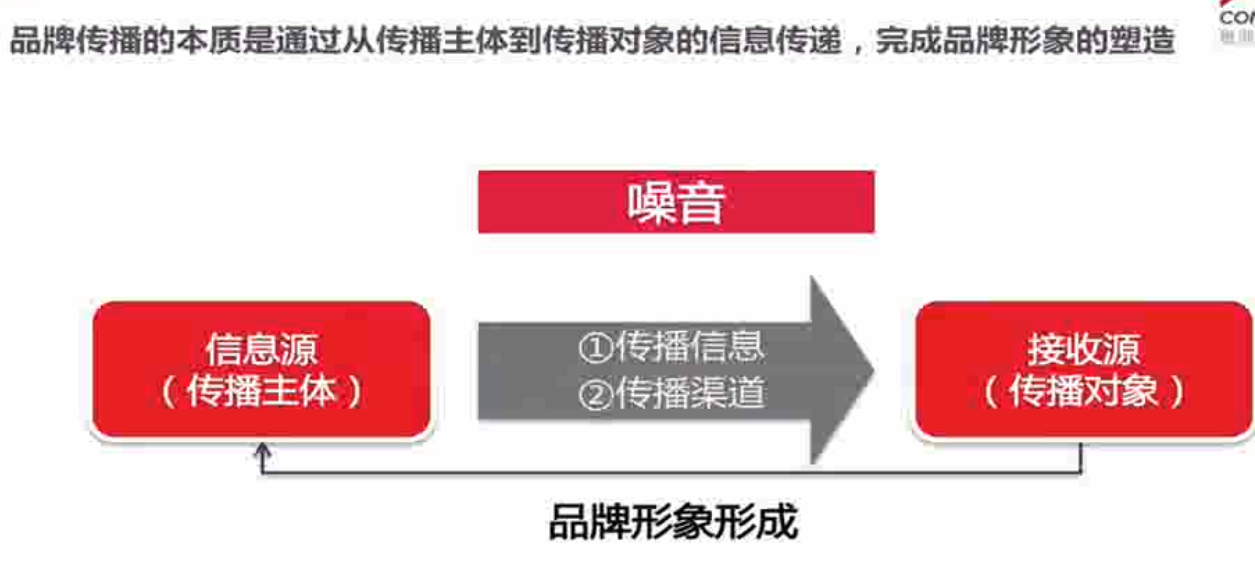 品牌传播的本质是通过从传播主体到传播对象的信息传递，完成品牌形象的塑造
噪音
信息源
（传播主体）
①传播信息
②传播渠道
接收源
（传播对象）
品牌形象形成